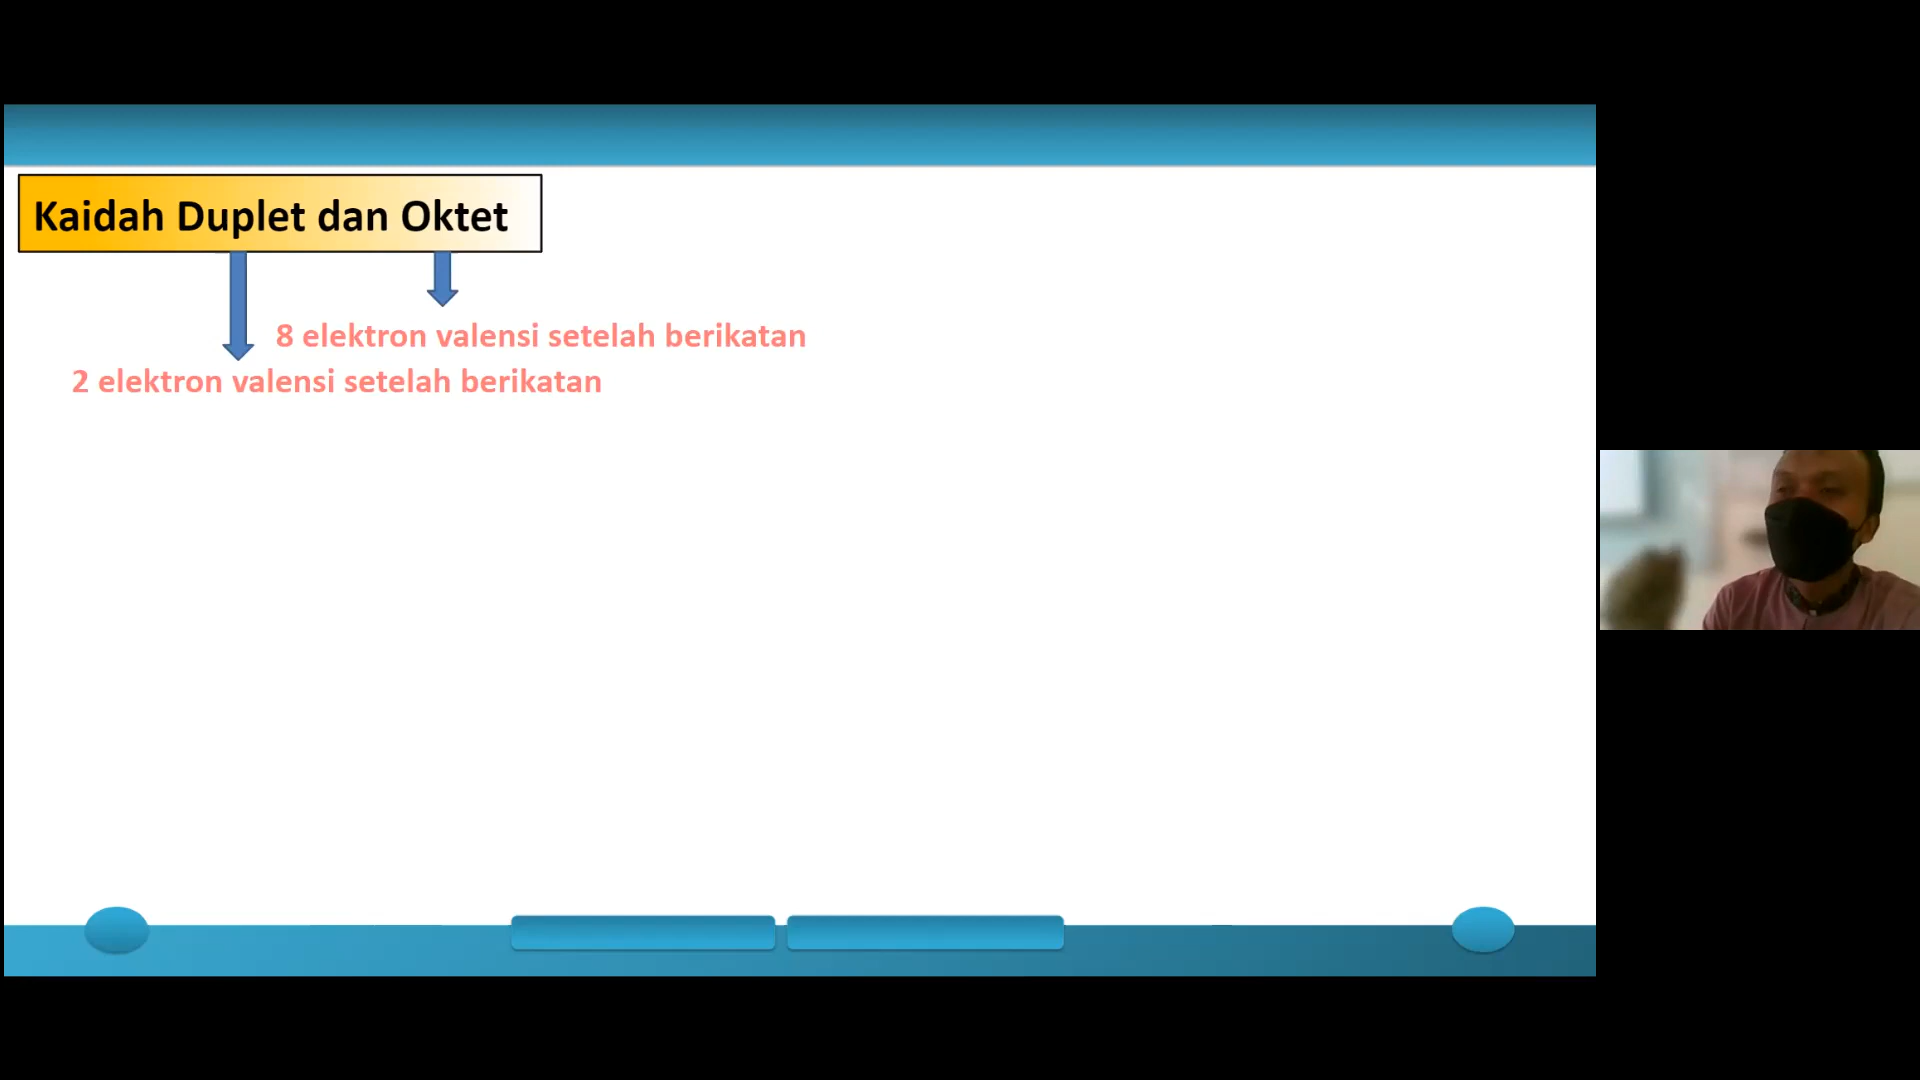 Kaidah Duplet dan Oktet
8 elektron valensi setelah berikatan
2 elektron valensi setelah berikatan